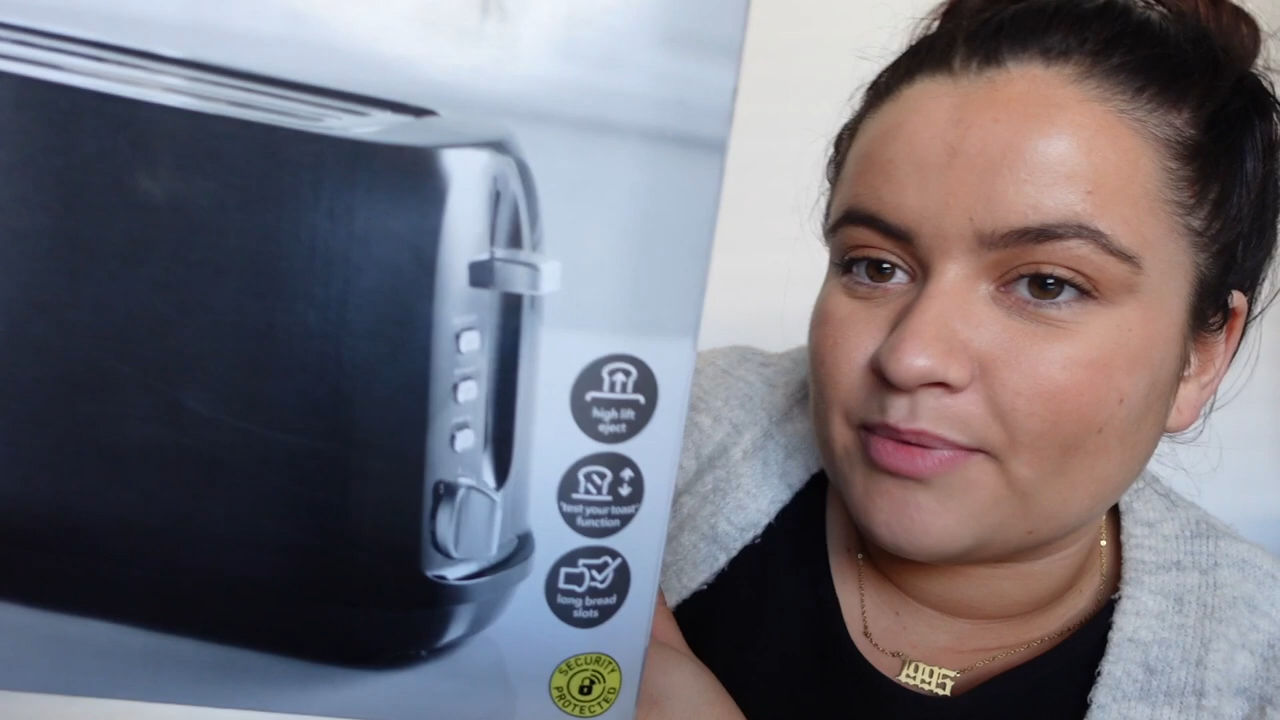 high lift
eject
"test your toast"
function
long bread
slots
SECURITY
PROTECTED
1995